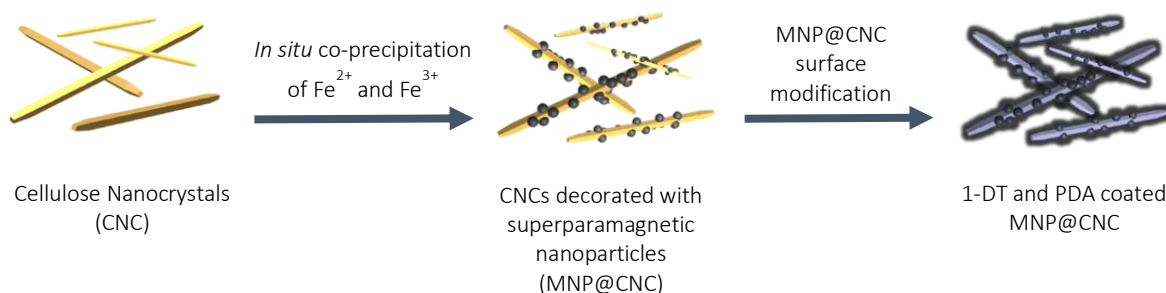 In situ co-precipitation
of Fe2+ and Fe3+
MNP@CNC
surface
modification
Cellulose Nanocrystals
(CNC)
CNCs decorated with
superparamagnetic
nanoparticles
(MNP@CNC)
1-DT and PDA coated
MNP@CNC